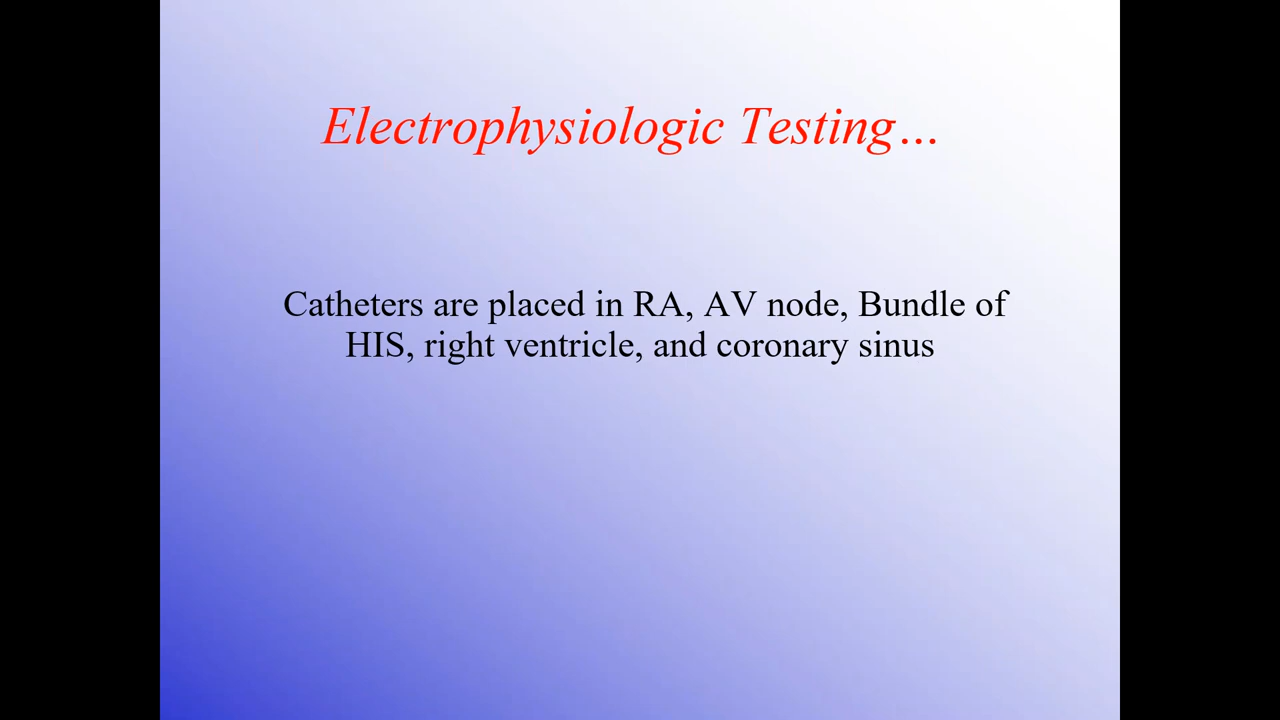 Electrophysiologic Testing…
Catheters are placed in RA, AV node, Bundle of
HIS, right ventricle, and coronary sinus